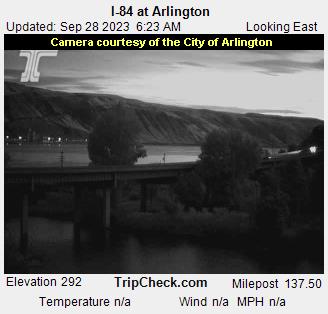 I-84 at Arlington
Updated: Sep 28 2023 6:23 AM Looking East
Camera courtesy of the City of Arlington
Elevation 292 TripCheck.com Milepost 137.50
Temperature n/a Wind n/a MPH n/a